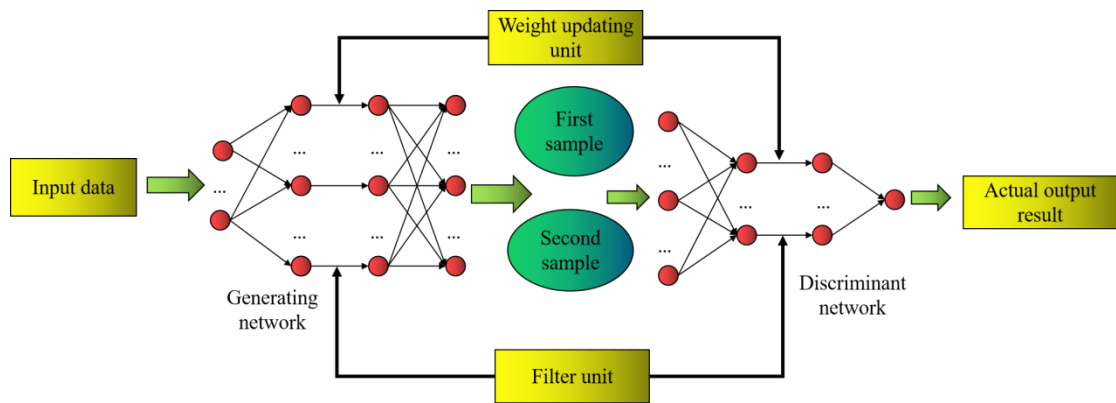 Weight updating
unit
First
sample
Input data
...
...
...
...
...
...
...
...
...
...
...
...
Actual output
result
Second
sample
Generating
network
Discriminant
network
Filter unit